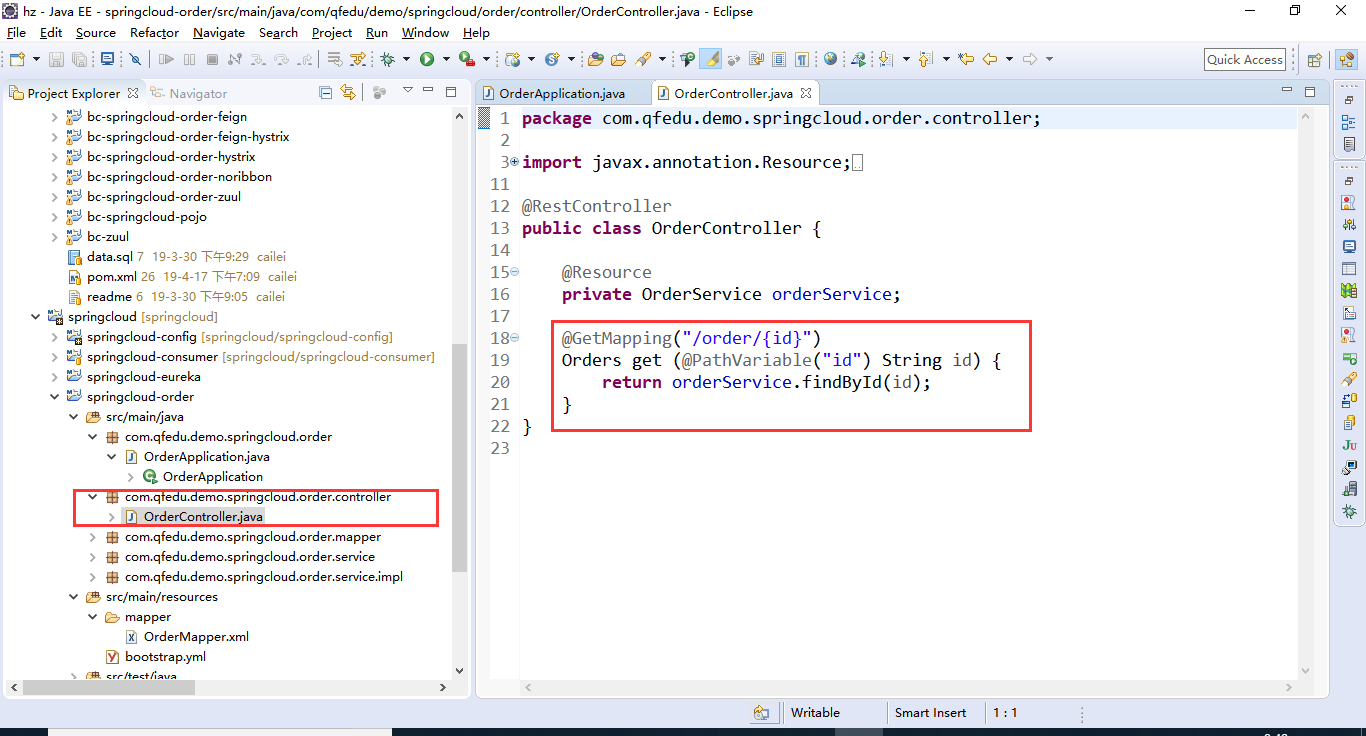 hz - Java EE - springcloud-order/src/main/java/com/qfedu/demo/springcloud/order/controller/OrderController.java - Eclipse
File Edit Source Refactor Navigate Search Project Run Window Help
Quick Access
Project Explorer Navigator
bc-springcloud-order-feign
bc-springcloud-order-feign-hystrix
bc-springcloud-order-hystrix
bc-springcloud-order-noribbon
bc-springcloud-order-zuul
bc-springcloud-pojo
bc-zuul
data.sql 7 19-3-30 下午9:29 cailei
pom.xml 26 19-4-17 下午7:09 cailei
readme 6 19-3-30 下午9:05 cailei
springcloud [springcloud]
springcloud-config [springcloud/springcloud-config]
springcloud-consumer [springcloud/springcloud-consumer]
springcloud-eureka
springcloud-order
src/main/java
com.qfedu.demo.springcloud.order
OrderApplication.java
OrderApplication
com.qfedu.demo.springcloud.order.controller
OrderController.java
com.qfedu.demo.springcloud.order.mapper
com.qfedu.demo.springcloud.order.service
com.qfedu.demo.springcloud.order.service.impl
src/main/resources
mapper
OrderMapper.xml
bootstrap.yml
src/test/java
OrderApplication.java OrderController.java
1 package com.qfedu.demo.springcloud.order.controller;
2
3 import javax.annotation.Resource;
11
12 @RestController
13 public class OrderController {
14
15 @Resource
16 private OrderService orderService;
17
18 @GetMapping("/order/{id}")
19 Orders get (@PathVariable("id") String id) {
20 return orderService.findById(id);
21 }
22 }
23
Writable Smart Insert 1 : 1